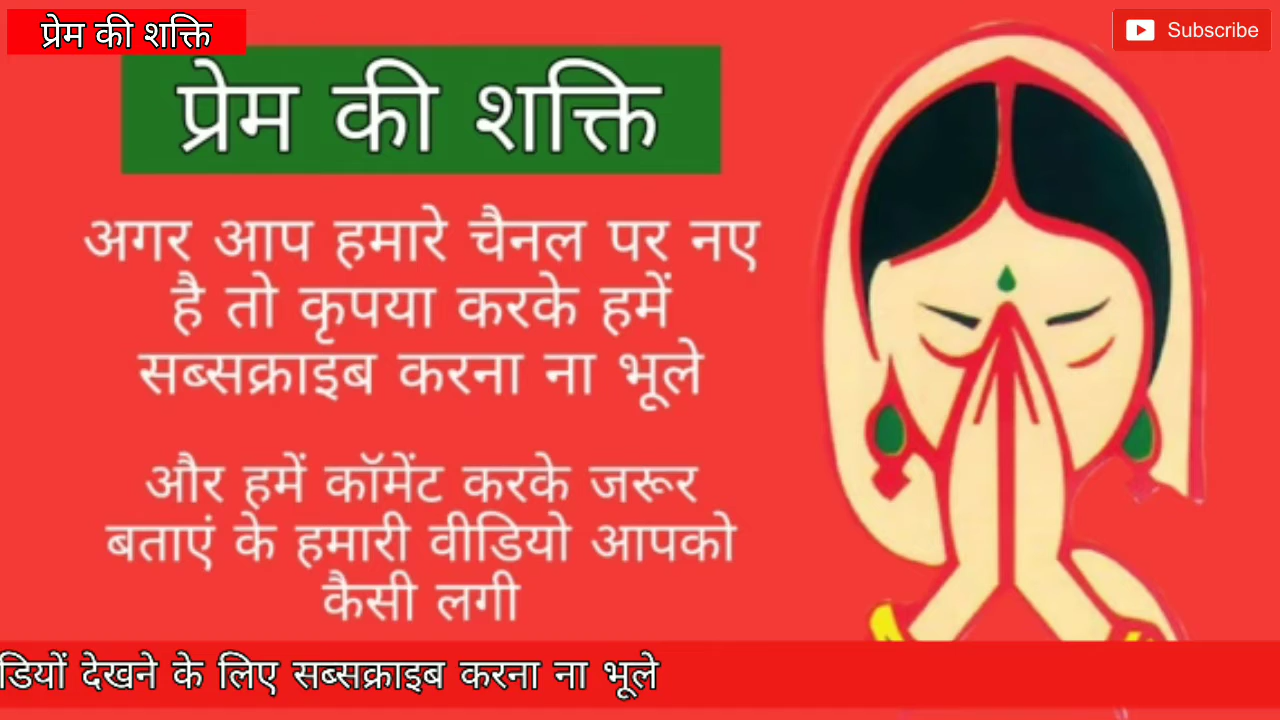 प्रेम की शक्ति
Subscribe
प्रेम की शक्ति
अगर आप हमारे चैनल पर नए
है तो कृपया करके हमें
सब्सक्राइब करना ना भूले
और हमें कॉमेंट करके जरूर
बताएं के हमारी वीडियो आपको
कैसी लगी
डियों देखने के लिए सब्सक्राइब करना ना भूले